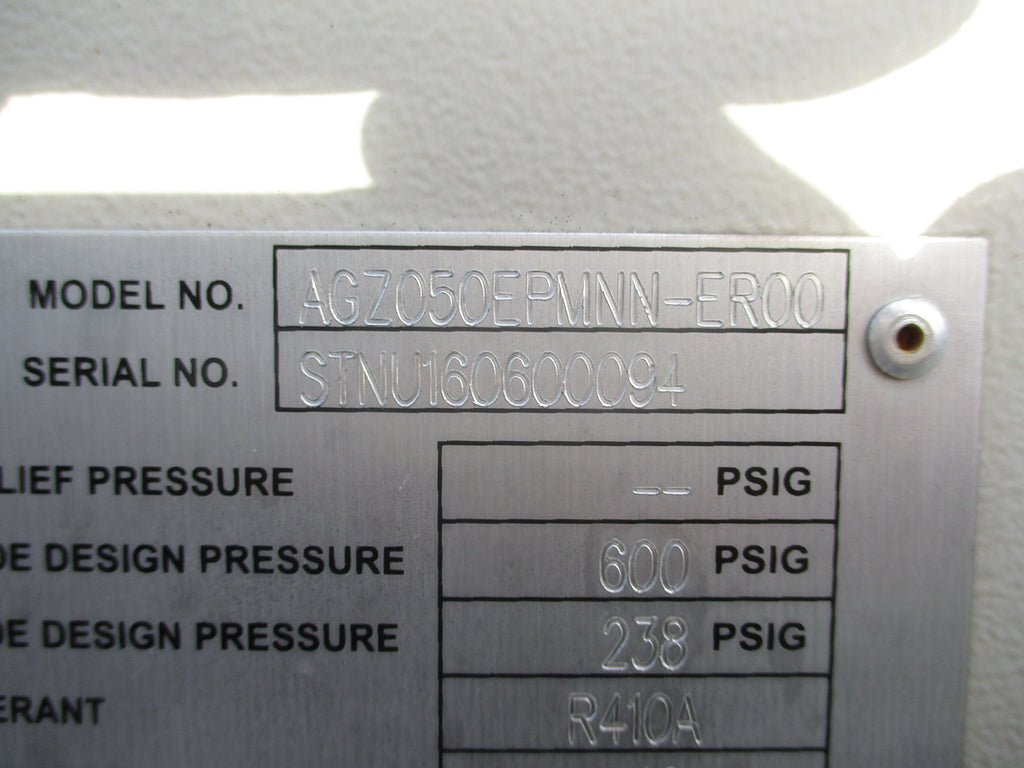 MODEL NO. AGZ050EPMNN-ER00
SERIAL NO. STNU160600094
LIEF PRESSURE -- PSIG
DE DESIGN PRESSURE 600 PSIG
DE DESIGN PRESSURE 238 PSIG
ERANT R410A